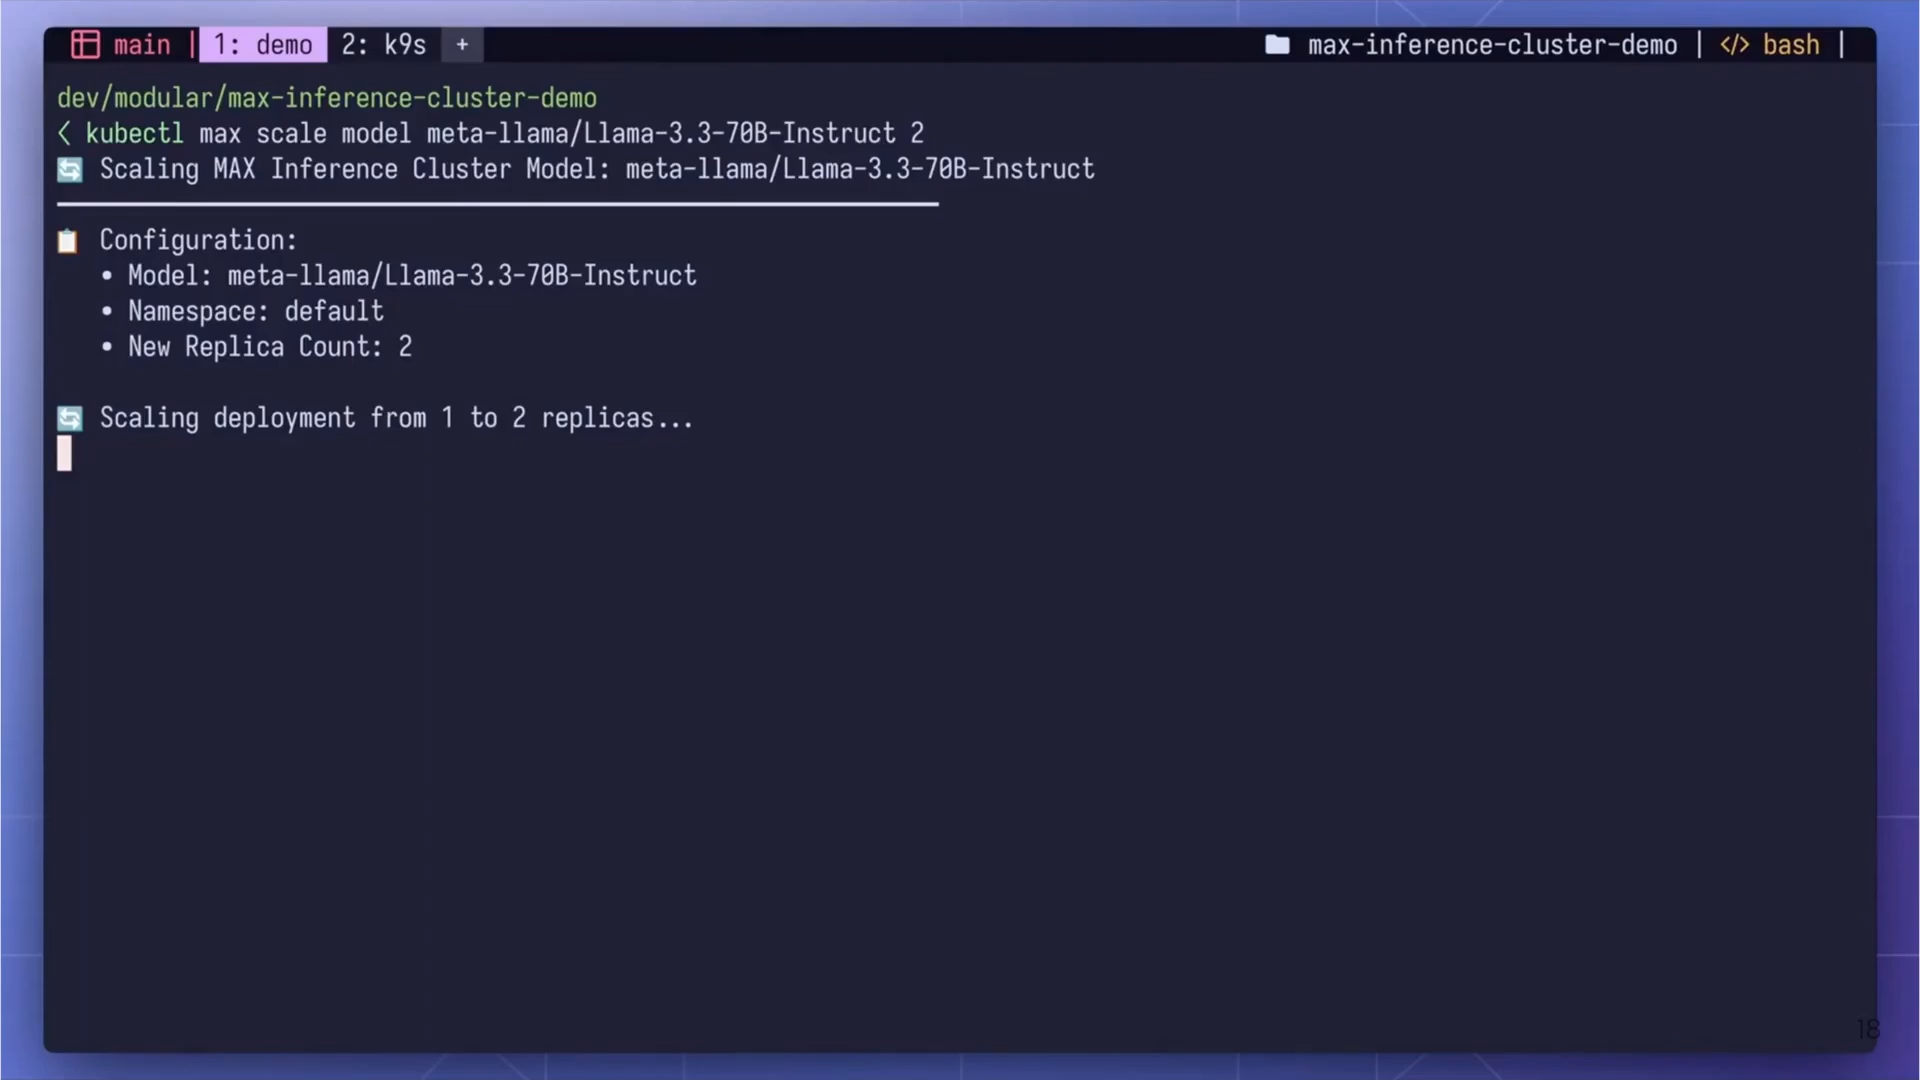 main | 1: demo 2: k9s + max-inference-cluster-demo | </> bash |
dev/modular/max-inference-cluster-demo
< kubectl max scale model meta-llama/Llama-3.3-70B-Instruct 2
Scaling MAX Inference Cluster Model: meta-llama/Llama-3.3-70B-Instruct
Configuration:
• Model: meta-llama/Llama-3.3-70B-Instruct
• Namespace: default
• New Replica Count: 2
Scaling deployment from 1 to 2 replicas...
18